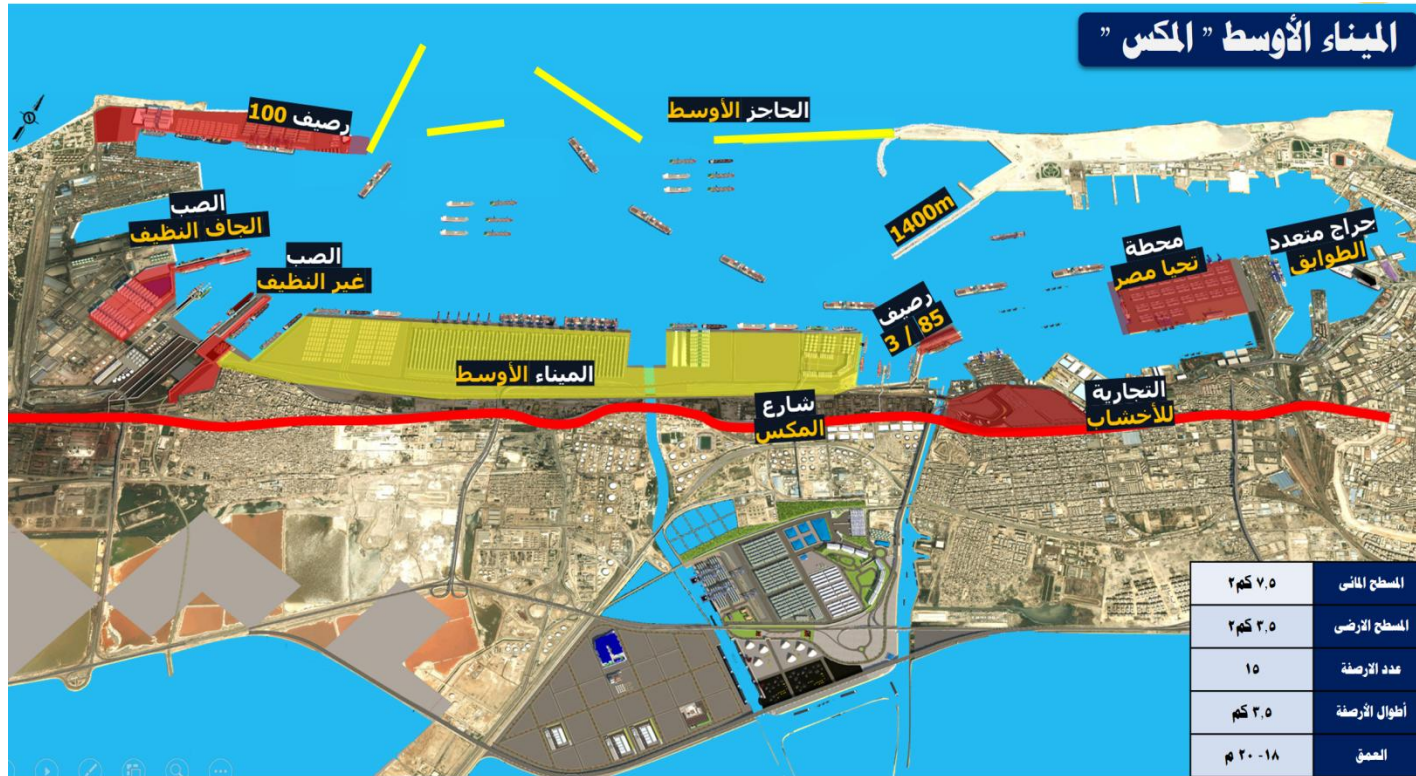 الميناء الأوسط " المكس "
رصيف 100
الحاجز الأوسط
الصب
الجاف النظيف
الصب
غير النظيف
1400m
جراج متعدد
الطوابق
محطة
تحيا مصر
رصيف
3 / 85
الميناء الأوسط
شارع
المكس
التجارية
للأخشاب
المسطح المائى ٧,٥ كم٢
المسطح الارضى ٣,٥ كم٢
عدد الارصفة ١٥
أطوال الأرصفة ٣,٥ كم
العمق ١٨- ٢٠ م